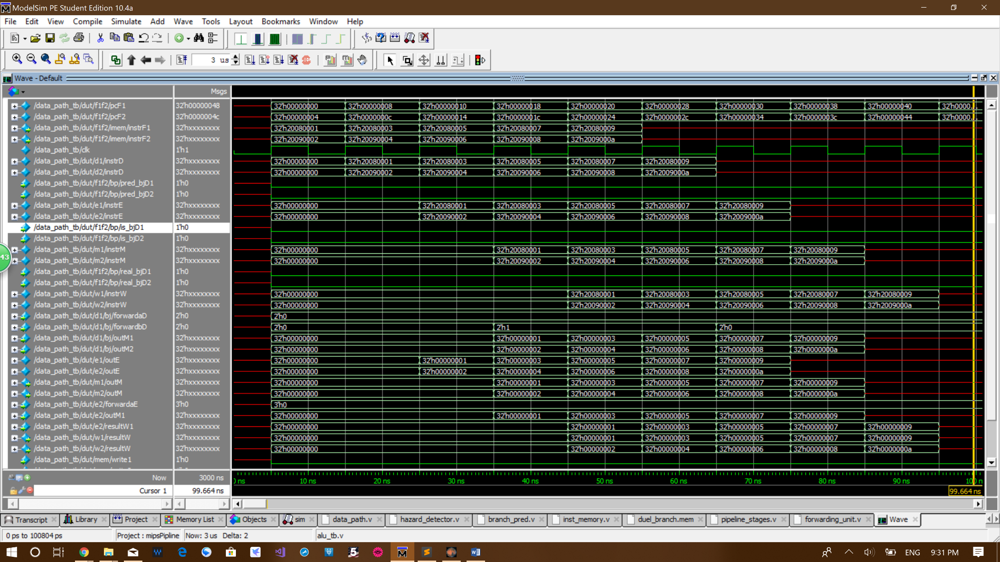 ModelSim PE Student Edition 10.4a
File Edit View Compile Simulate Add Wave Tools Layout Bookmarks Window Help
3 us
Wave - Default
Msgs
/data_path_tb/dut/f1f2/pcF1 32'h00000048 32'h00000000 32'h00000008 32'h00000010 32'h00000018 32'h00000020 32'h00000028 32'h00000030 32'h00000038 32'h00000040 32'h0000...
/data_path_tb/dut/f1f2/pcF2 32'h0000004c 32'h00000004 32'h0000000c 32'h00000014 32'h0000001c 32'h00000024 32'h0000002c 32'h00000034 32'h0000003c 32'h00000044 32'h0000...
/data_path_tb/dut/f1f2/imem/instrF1 32'hxxxxxxxx 32'h20080001 32'h20080003 32'h20080005 32'h20080007 32'h20080009
/data_path_tb/dut/f1f2/imem/instrF2 32'hxxxxxxxx 32'h20090002 32'h20090004 32'h20090006 32'h20090008 32'h2009000a
/data_path_tb/clk 1'h1
/data_path_tb/dut/d1/instrD 32'hxxxxxxxx 32'h00000000 32'h20080001 32'h20080003 32'h20080005 32'h20080007 32'h20080009
/data_path_tb/dut/d2/instrD 32'hxxxxxxxx 32'h00000000 32'h20090002 32'h20090004 32'h20090006 32'h20090008 32'h2009000a
/data_path_tb/dut/f1f2/bp/pred_bjD1 1'h0
/data_path_tb/dut/f1f2/bp/pred_bjD2 1'h0
/data_path_tb/dut/e1/instrE 32'hxxxxxxxx 32'h00000000 32'h20080001 32'h20080003 32'h20080005 32'h20080007 32'h20080009
/data_path_tb/dut/e2/instrE 32'hxxxxxxxx 32'h00000000 32'h20090002 32'h20090004 32'h20090006 32'h20090008 32'h2009000a
/data_path_tb/dut/f1f2/bp/is_bjD1 1'h0
/data_path_tb/dut/f1f2/bp/is_bjD2 1'h0
/data_path_tb/dut/m1/instrM 32'hxxxxxxxx 32'h00000000 32'h20080001 32'h20080003 32'h20080005 32'h20080007 32'h20080009
43
/data_path_tb/dut/m2/instrM 32'hxxxxxxxx 32'h00000000 32'h20090002 32'h20090004 32'h20090006 32'h20090008 32'h2009000a
/data_path_tb/dut/f1f2/bp/real_bjD1 1'h0
/data_path_tb/dut/f1f2/bp/real_bjD2 1'h0
/data_path_tb/dut/w1/instrW 32'hxxxxxxxx 32'h00000000 32'h20080001 32'h20080003 32'h20080005 32'h20080007 32'h20080009
/data_path_tb/dut/w2/instrW 32'hxxxxxxxx 32'h00000000 32'h20090002 32'h20090004 32'h20090006 32'h20090008 32'h2009000a
/data_path_tb/dut/d1/bj/forwardaD 2'h0 2'h0
/data_path_tb/dut/d1/bj/forwardbD 2'h0 2'h0 2'h1 2'h0
/data_path_tb/dut/d1/bj/outM1 32'hxxxxxxxx 32'h00000000 32'h00000001 32'h00000003 32'h00000005 32'h00000007 32'h00000009
/data_path_tb/dut/d1/bj/outM2 32'hxxxxxxxx 32'h00000000 32'h00000002 32'h00000004 32'h00000006 32'h00000008 32'h0000000a
/data_path_tb/dut/e1/outE 32'hxxxxxxxx 32'h00000000 32'h00000001 32'h00000003 32'h00000005 32'h00000007 32'h00000009
/data_path_tb/dut/e2/outE 32'hxxxxxxxx 32'h00000000 32'h00000002 32'h00000004 32'h00000006 32'h00000008 32'h0000000a
/data_path_tb/dut/m1/outM 32'hxxxxxxxx 32'h00000000 32'h00000001 32'h00000003 32'h00000005 32'h00000007 32'h00000009
/data_path_tb/dut/m2/outM 32'hxxxxxxxx 32'h00000000 32'h00000002 32'h00000004 32'h00000006 32'h00000008 32'h0000000a
/data_path_tb/dut/e2/forwardaE 3'h0 3'h0
/data_path_tb/dut/e2/outM1 32'hxxxxxxxx 32'h00000000 32'h00000001 32'h00000003 32'h00000005 32'h00000007 32'h00000009
/data_path_tb/dut/e2/resultW1 32'hxxxxxxxx 32'h00000000 32'h00000001 32'h00000003 32'h00000005 32'h00000007 32'h00000009
/data_path_tb/dut/w1/resultW 32'hxxxxxxxx 32'h00000000 32'h00000001 32'h00000003 32'h00000005 32'h00000007 32'h00000009
/data_path_tb/dut/w2/resultW 32'hxxxxxxxx 32'h00000000 32'h00000002 32'h00000004 32'h00000006 32'h00000008 32'h0000000a
/data_path_tb/dut/mem/write1 1'h0
Now 3000 ns 0 ns 10 ns 20 ns 30 ns 40 ns 50 ns 60 ns 70 ns 80 ns 90 ns 100 n
Cursor 1 99.664 ns 99.664 ns
Transcript Library Project Memory List Objects sim data_path.v hazard_detector.v branch_pred.v inst_memory.v duel_branch.mem pipeline_stages.v forwarding_unit.v Wave
0 ps to 100804 ps Project : mipsPipline Now: 3 us Delta: 2 alu_tb.v
ENG 9:31 PM